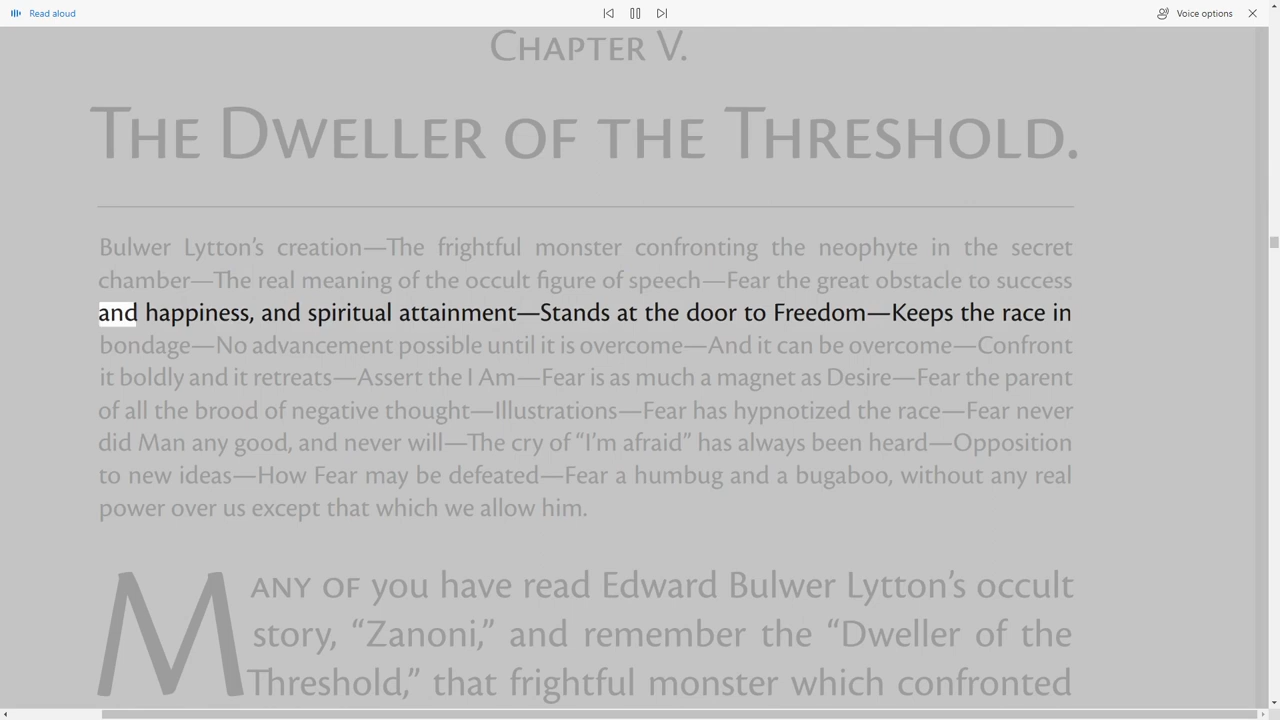 Read aloud
Voice options
Chapter V.
The Dweller of the Threshold.
Bulwer Lytton's creation—The frightful monster confronting the neophyte in the secret
chamber—The real meaning of the occult figure of speech—Fear the great obstacle to success
and happiness, and spiritual attainment—Stands at the door to Freedom—Keeps the race in
bondage—No advancement possible until it is overcome—And it can be overcome—Confront
it boldly and it retreats—Assert the I Am—Fear is as much a magnet as Desire—Fear the parent
of all the brood of negative thought—Illustrations—Fear has hypnotized the race—Fear never
did Man any good, and never will—The cry of “I'm afraid” has always been heard—Opposition
to new ideas—How Fear may be defeated—Fear a humbug and a bugaboo, without any real
power over us except that which we allow him.
Many of you have read Edward Bulwer Lytton's occult
story, “Zanoni,” and remember the “Dweller of the
Threshold,” that frightful monster which confronted